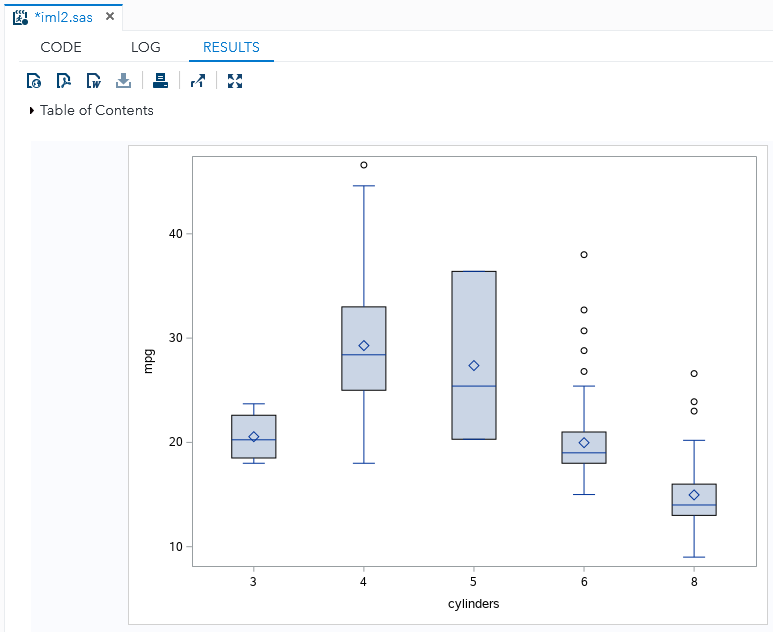 *iml2.sas
CODE LOG RESULTS
Table of Contents
40
30
20
10
mpg
3 4 5 6 8
cylinders